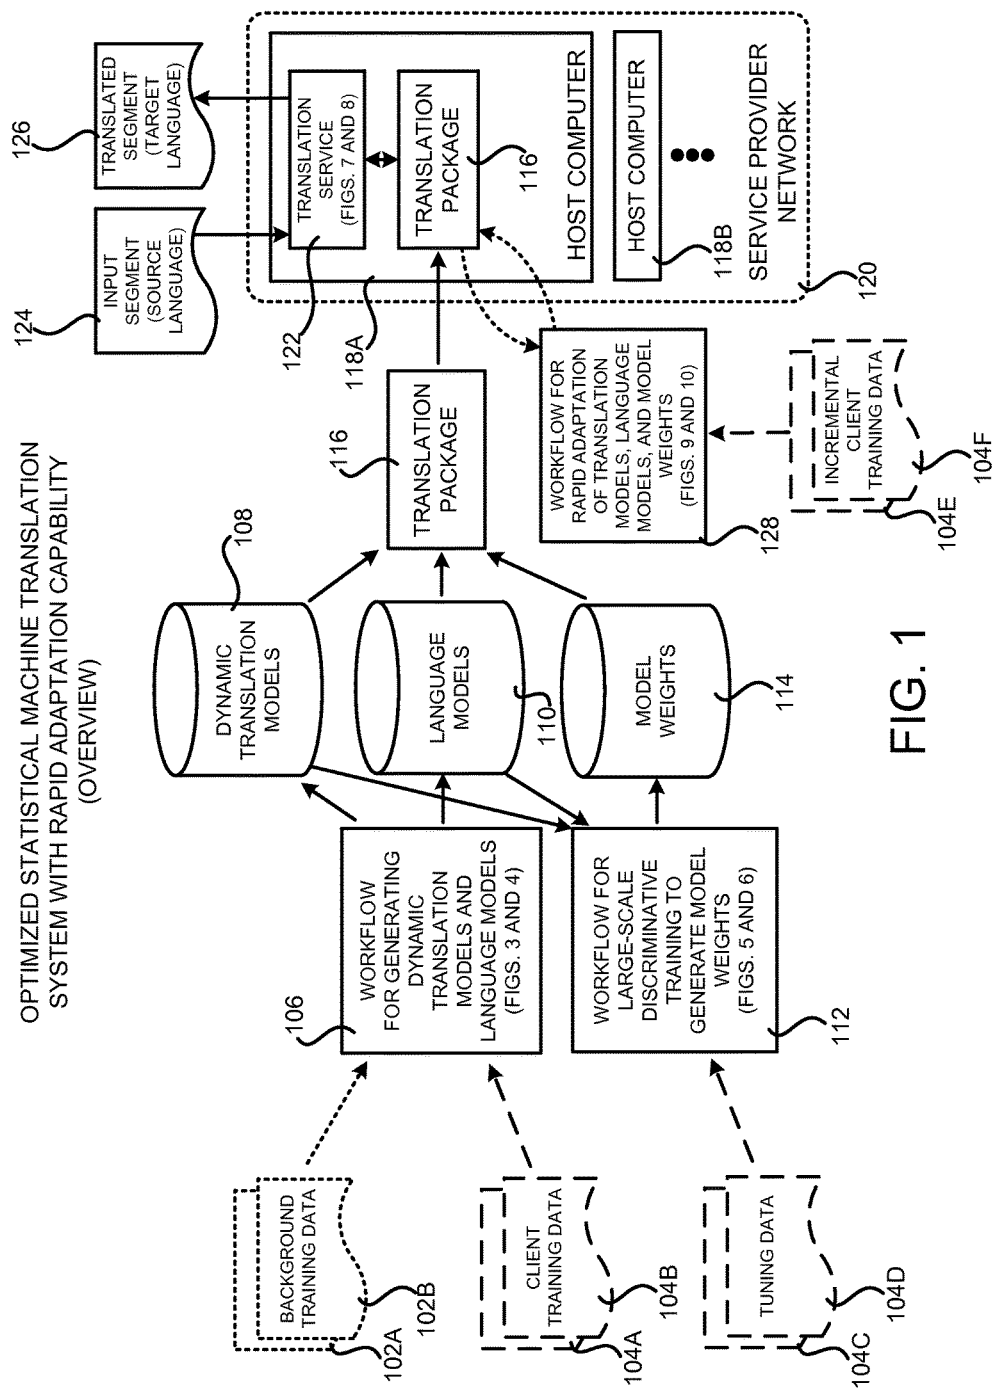 OPTIMIZED STATISTICAL MACHINE TRANSLATION
SYSTEM WITH RAPID ADAPTATION CAPABILITY
(OVERVIEW)
BACKGROUND
TRAINING DATA
102A
102B
CLIENT
TRAINING DATA
104A
104B
TUNING DATA
104C
104D
106
WORKFLOW
FOR GENERATING
DYNAMIC
TRANSLATION
MODELS AND
LANGUAGE MODELS
(FIGS. 3 AND 4)
WORKFLOW FOR
LARGE-SCALE
DISCRIMINATIVE
TRAINING TO
GENERATE MODEL
WEIGHTS
(FIGS. 5 AND 6)
112
108
DYNAMIC
TRANSLATION
MODELS
LANGUAGE
MODELS
110
MODEL
WEIGHTS
114
116
TRANSLATION
PACKAGE
WORKFLOW FOR
RAPID ADAPTATION
OF TRANSLATION
MODELS, LANGUAGE
MODELS, AND MODEL
WEIGHTS
(FIGS. 9 AND 10)
128
INCREMENTAL
CLIENT
TRAINING DATA
104E
104F
124
INPUT
SEGMENT
(SOURCE
LANGUAGE)
126
TRANSLATED
SEGMENT
(TARGET
LANGUAGE)
122
118A
TRANSLATION
SERVICE
(FIGS. 7 AND 8)
TRANSLATION
PACKAGE
116
HOST COMPUTER
HOST COMPUTER
118B
SERVICE PROVIDER
NETWORK
120
FIG. 1